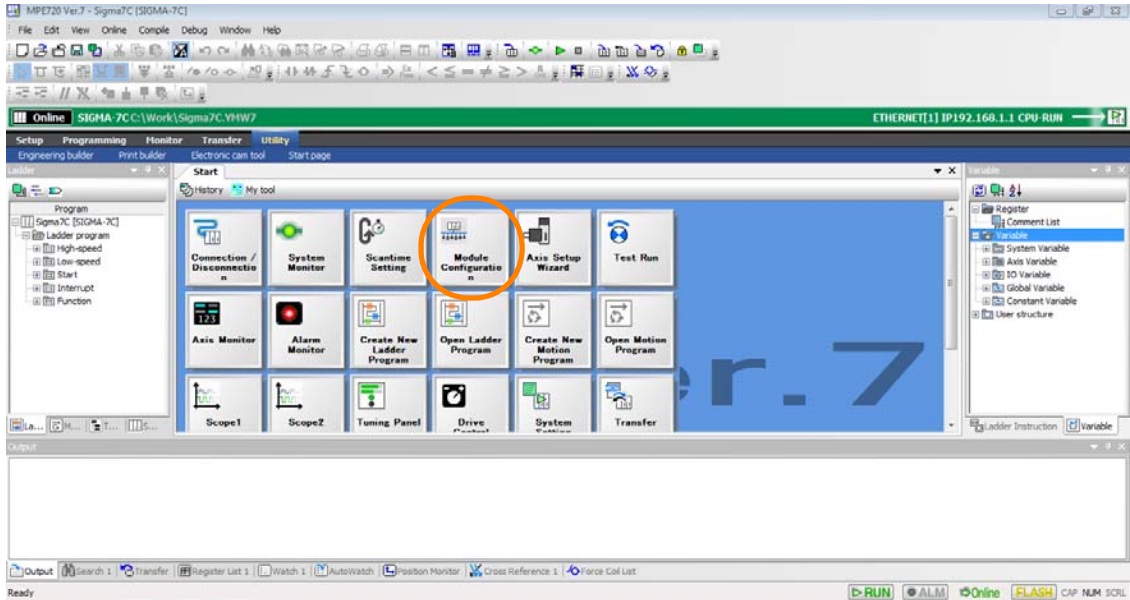 MPE720 Ver.7 - Sigma7C [SIGMA-7C]
File Edit View Online Compile Debug Window Help
Online SIGMA-7C C:\Work\Sigma7C.YMW7 ETHERNET[1] IP192.168.1.1 CPU-RUN
Setup Programming Monitor Transfer Utility
Engineering builder Print builder Electronic cam tool Start page
Ladder
Start
Variable
History My tool
Program
Sigma7C [SIGMA-7C]
Ladder program
High-speed
Low-speed
Start
Interrupt
Function
Connection / Disconnectio n
System Monitor
Scantime Setting
Module Configuratio n
Axis Setup Wizard
Test Run
Axis Monitor
Alarm Monitor
Create New Ladder Program
Open Ladder Program
Create New Motion Program
Open Motion Program
Scope1
Scope2
Tuning Panel
Drive Control
System Setting
Transfer
er.7
Register
Comment List
Variable
System Variable
Axis Variable
IO Variable
Global Variable
Constant Variable
User structure
La... M... T... S...
Ladder Instruction Variable
Output
Output Search 1 Transfer Register List 1 Watch 1 AutoWatch Position Monitor Cross Reference 1 Force Coil List
Ready RUN ALM Online FLASH CAP NUM SCRL